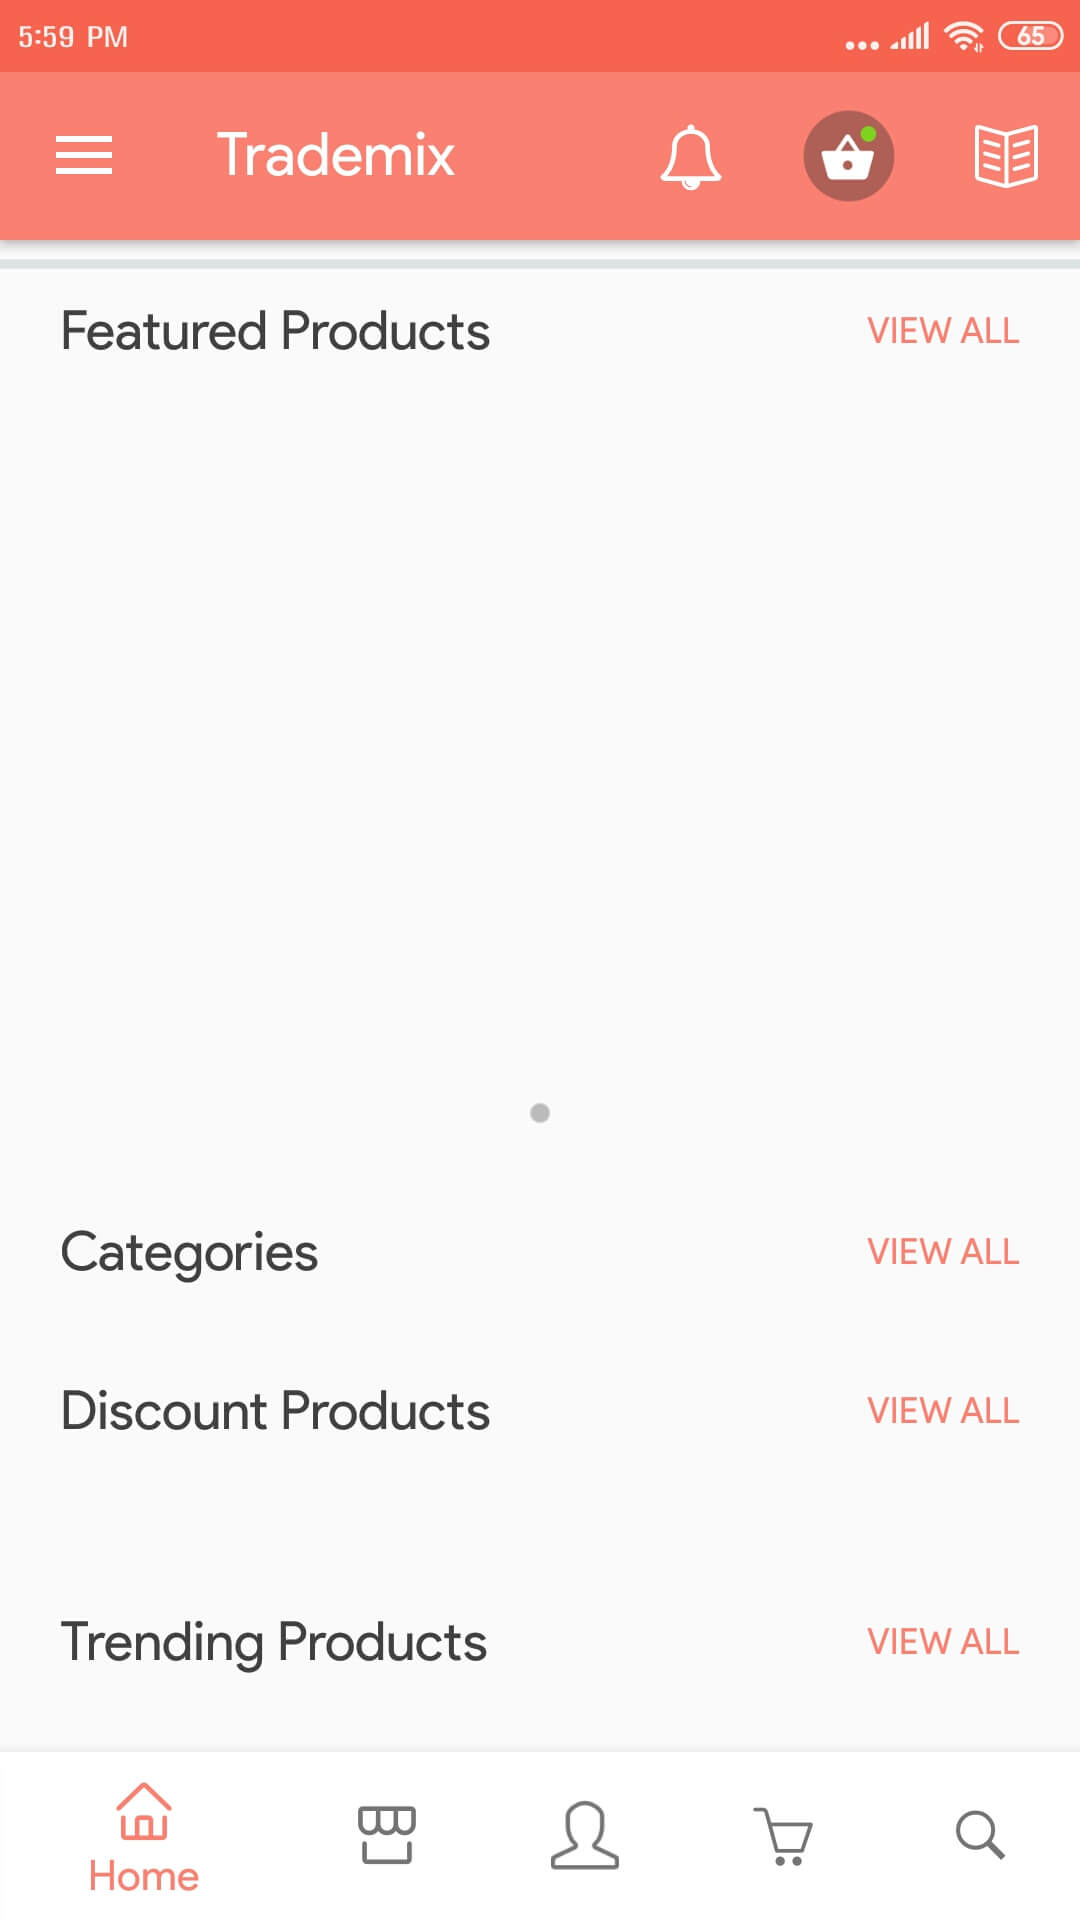 5:59 PM
65
Trademix
Featured Products
VIEW ALL
Categories
VIEW ALL
Discount Products
VIEW ALL
Trending Products
VIEW ALL
Home